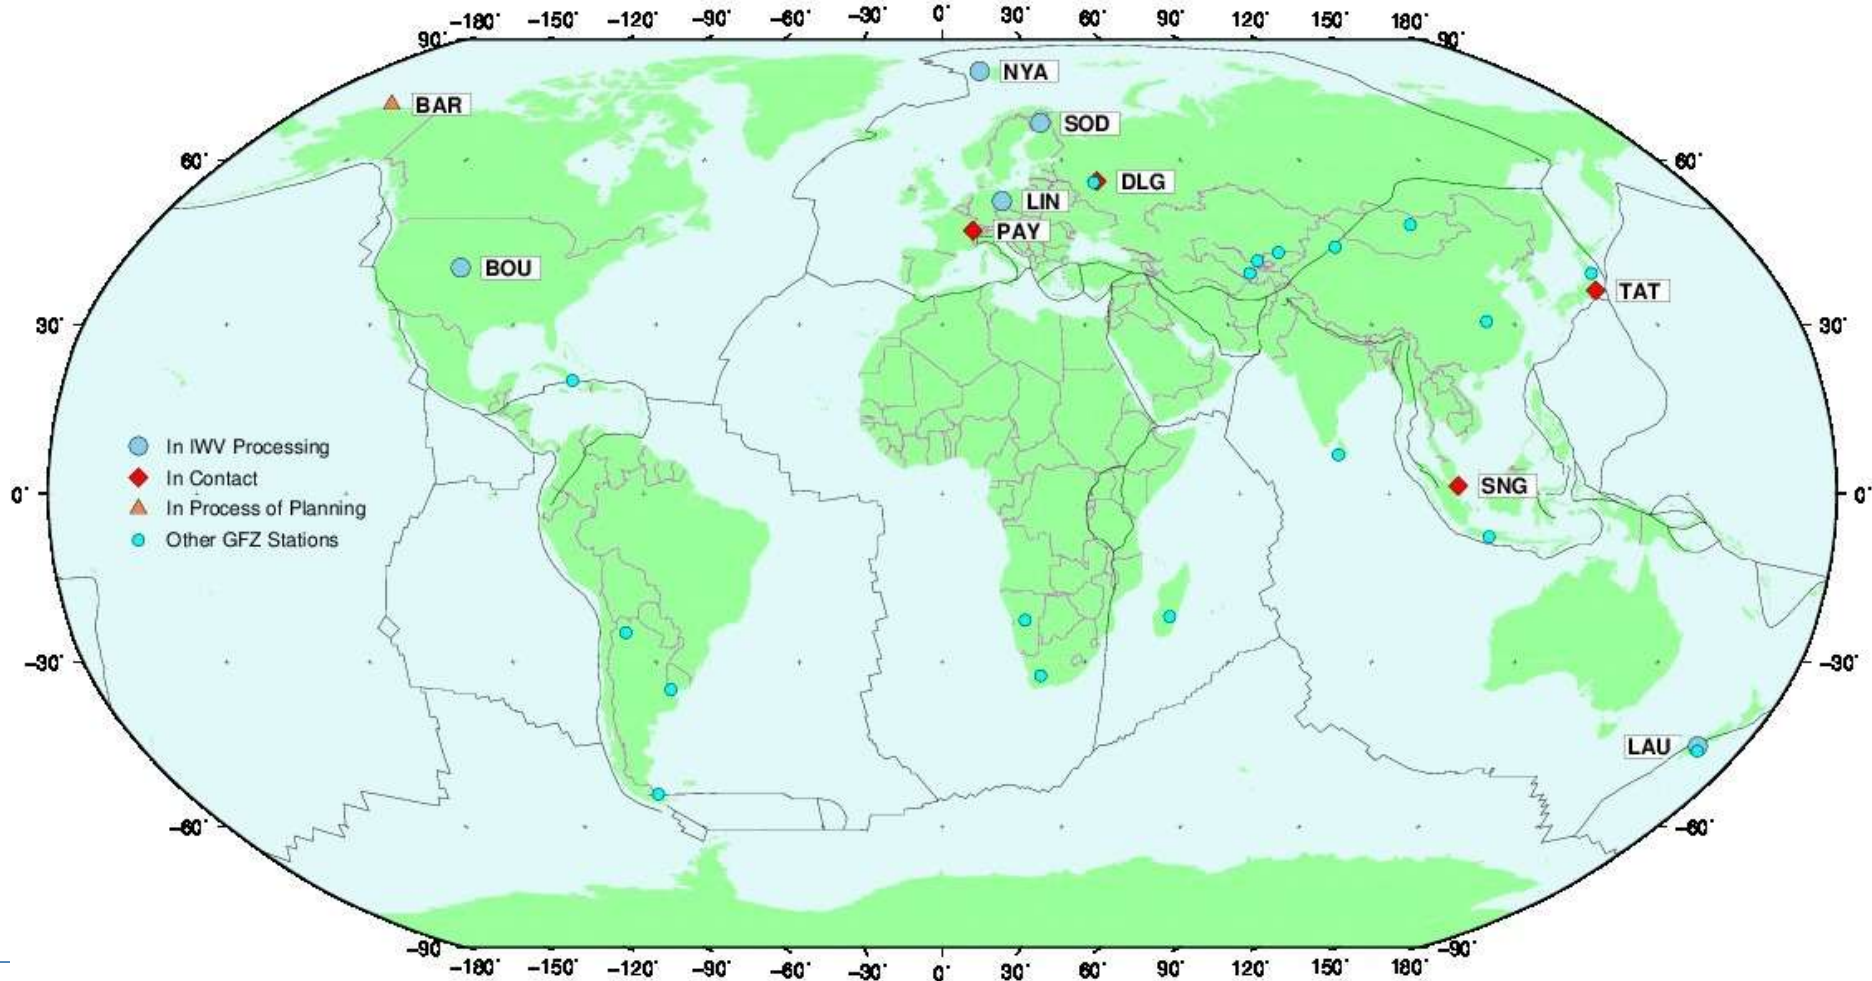 −180° −150° −120° −90° −60° −30° 0° 30° 60° 90° 120° 150° 180°
90° 90°
NYA
BAR
SOD
60° 60°
DLG
LIN
PAY
BOU
TAT
30° 30°
In IWV Processing
In Contact
SNG
0° 0°
In Process of Planning
Other GFZ Stations
−30° −30°
LAU
−60° −60°
−90° −90°
−180° −150° −120° −90° −60° −30° 0° 30° 60° 90° 120° 150° 180°